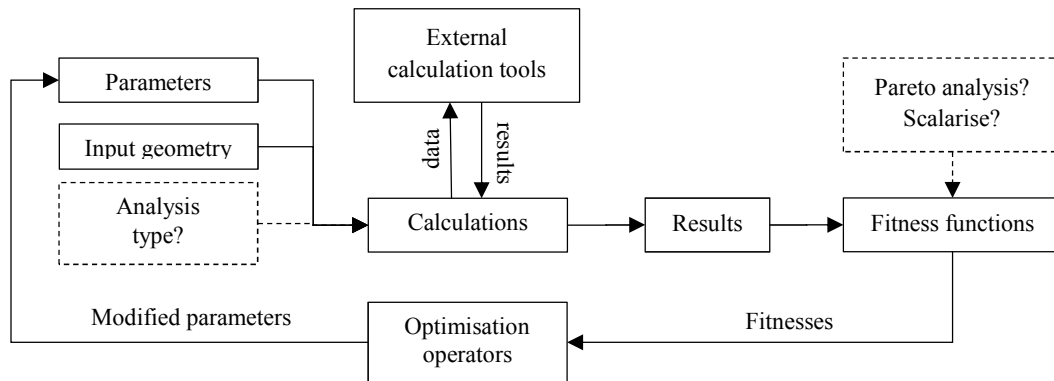 External
calculation tools
Parameters
Pareto analysis?
Scalarise?
Input geometry
data
results
Analysis
type?
Calculations
Results
Fitness functions
Modified parameters
Optimisation
operators
Fitnesses